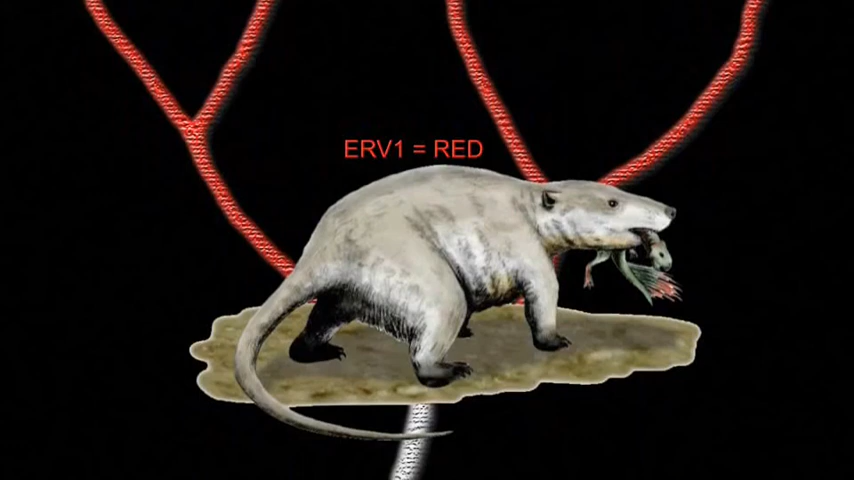 ERV1 = RED